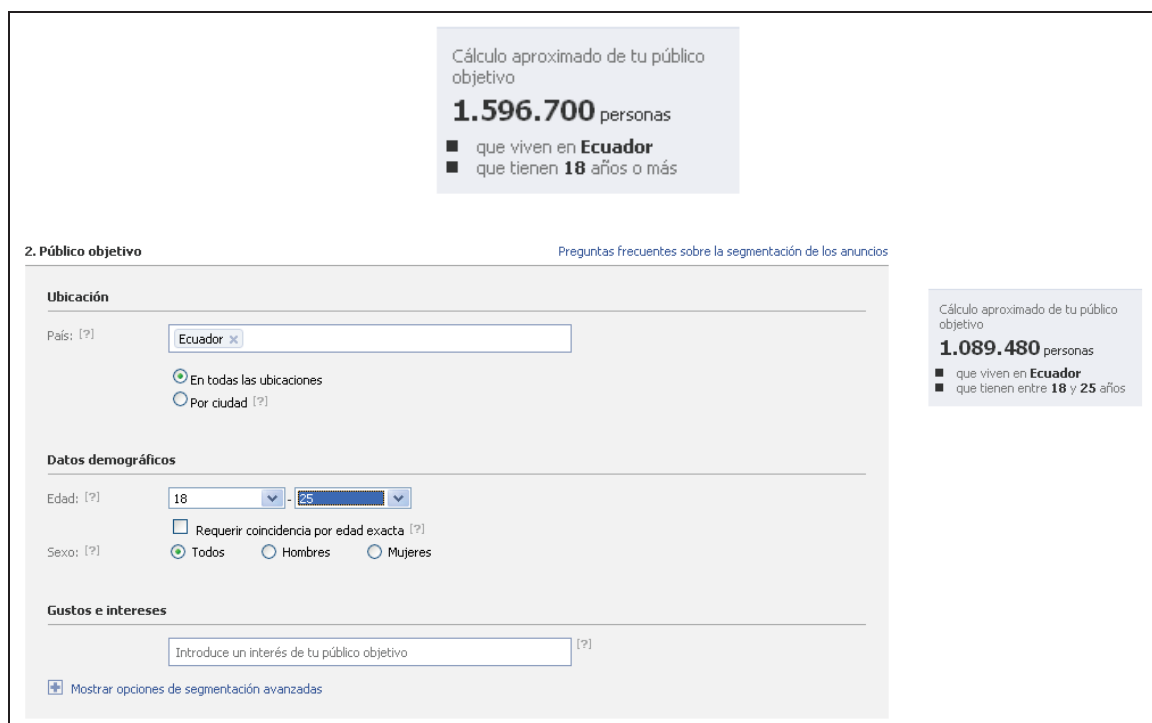 Cálculo aproximado de tu público
objetivo
1.596.700 personas
que viven en Ecuador
que tienen 18 años o más
2. Público objetivo
Preguntas frecuentes sobre la segmentación de los anuncios
Ubicación
País: [?]
Ecuador ×
En todas las ubicaciones
Por ciudad [?]
Cálculo aproximado de tu público
objetivo
1.089.480 personas
que viven en Ecuador
que tienen entre 18 y 25 años
Datos demográficos
Edad: [?] 18 - 25
Requerir coincidencia por edad exacta [?]
Sexo: [?] Todos Hombres Mujeres
Gustos e intereses
Introduce un interés de tu público objetivo [?]
Mostrar opciones de segmentación avanzadas